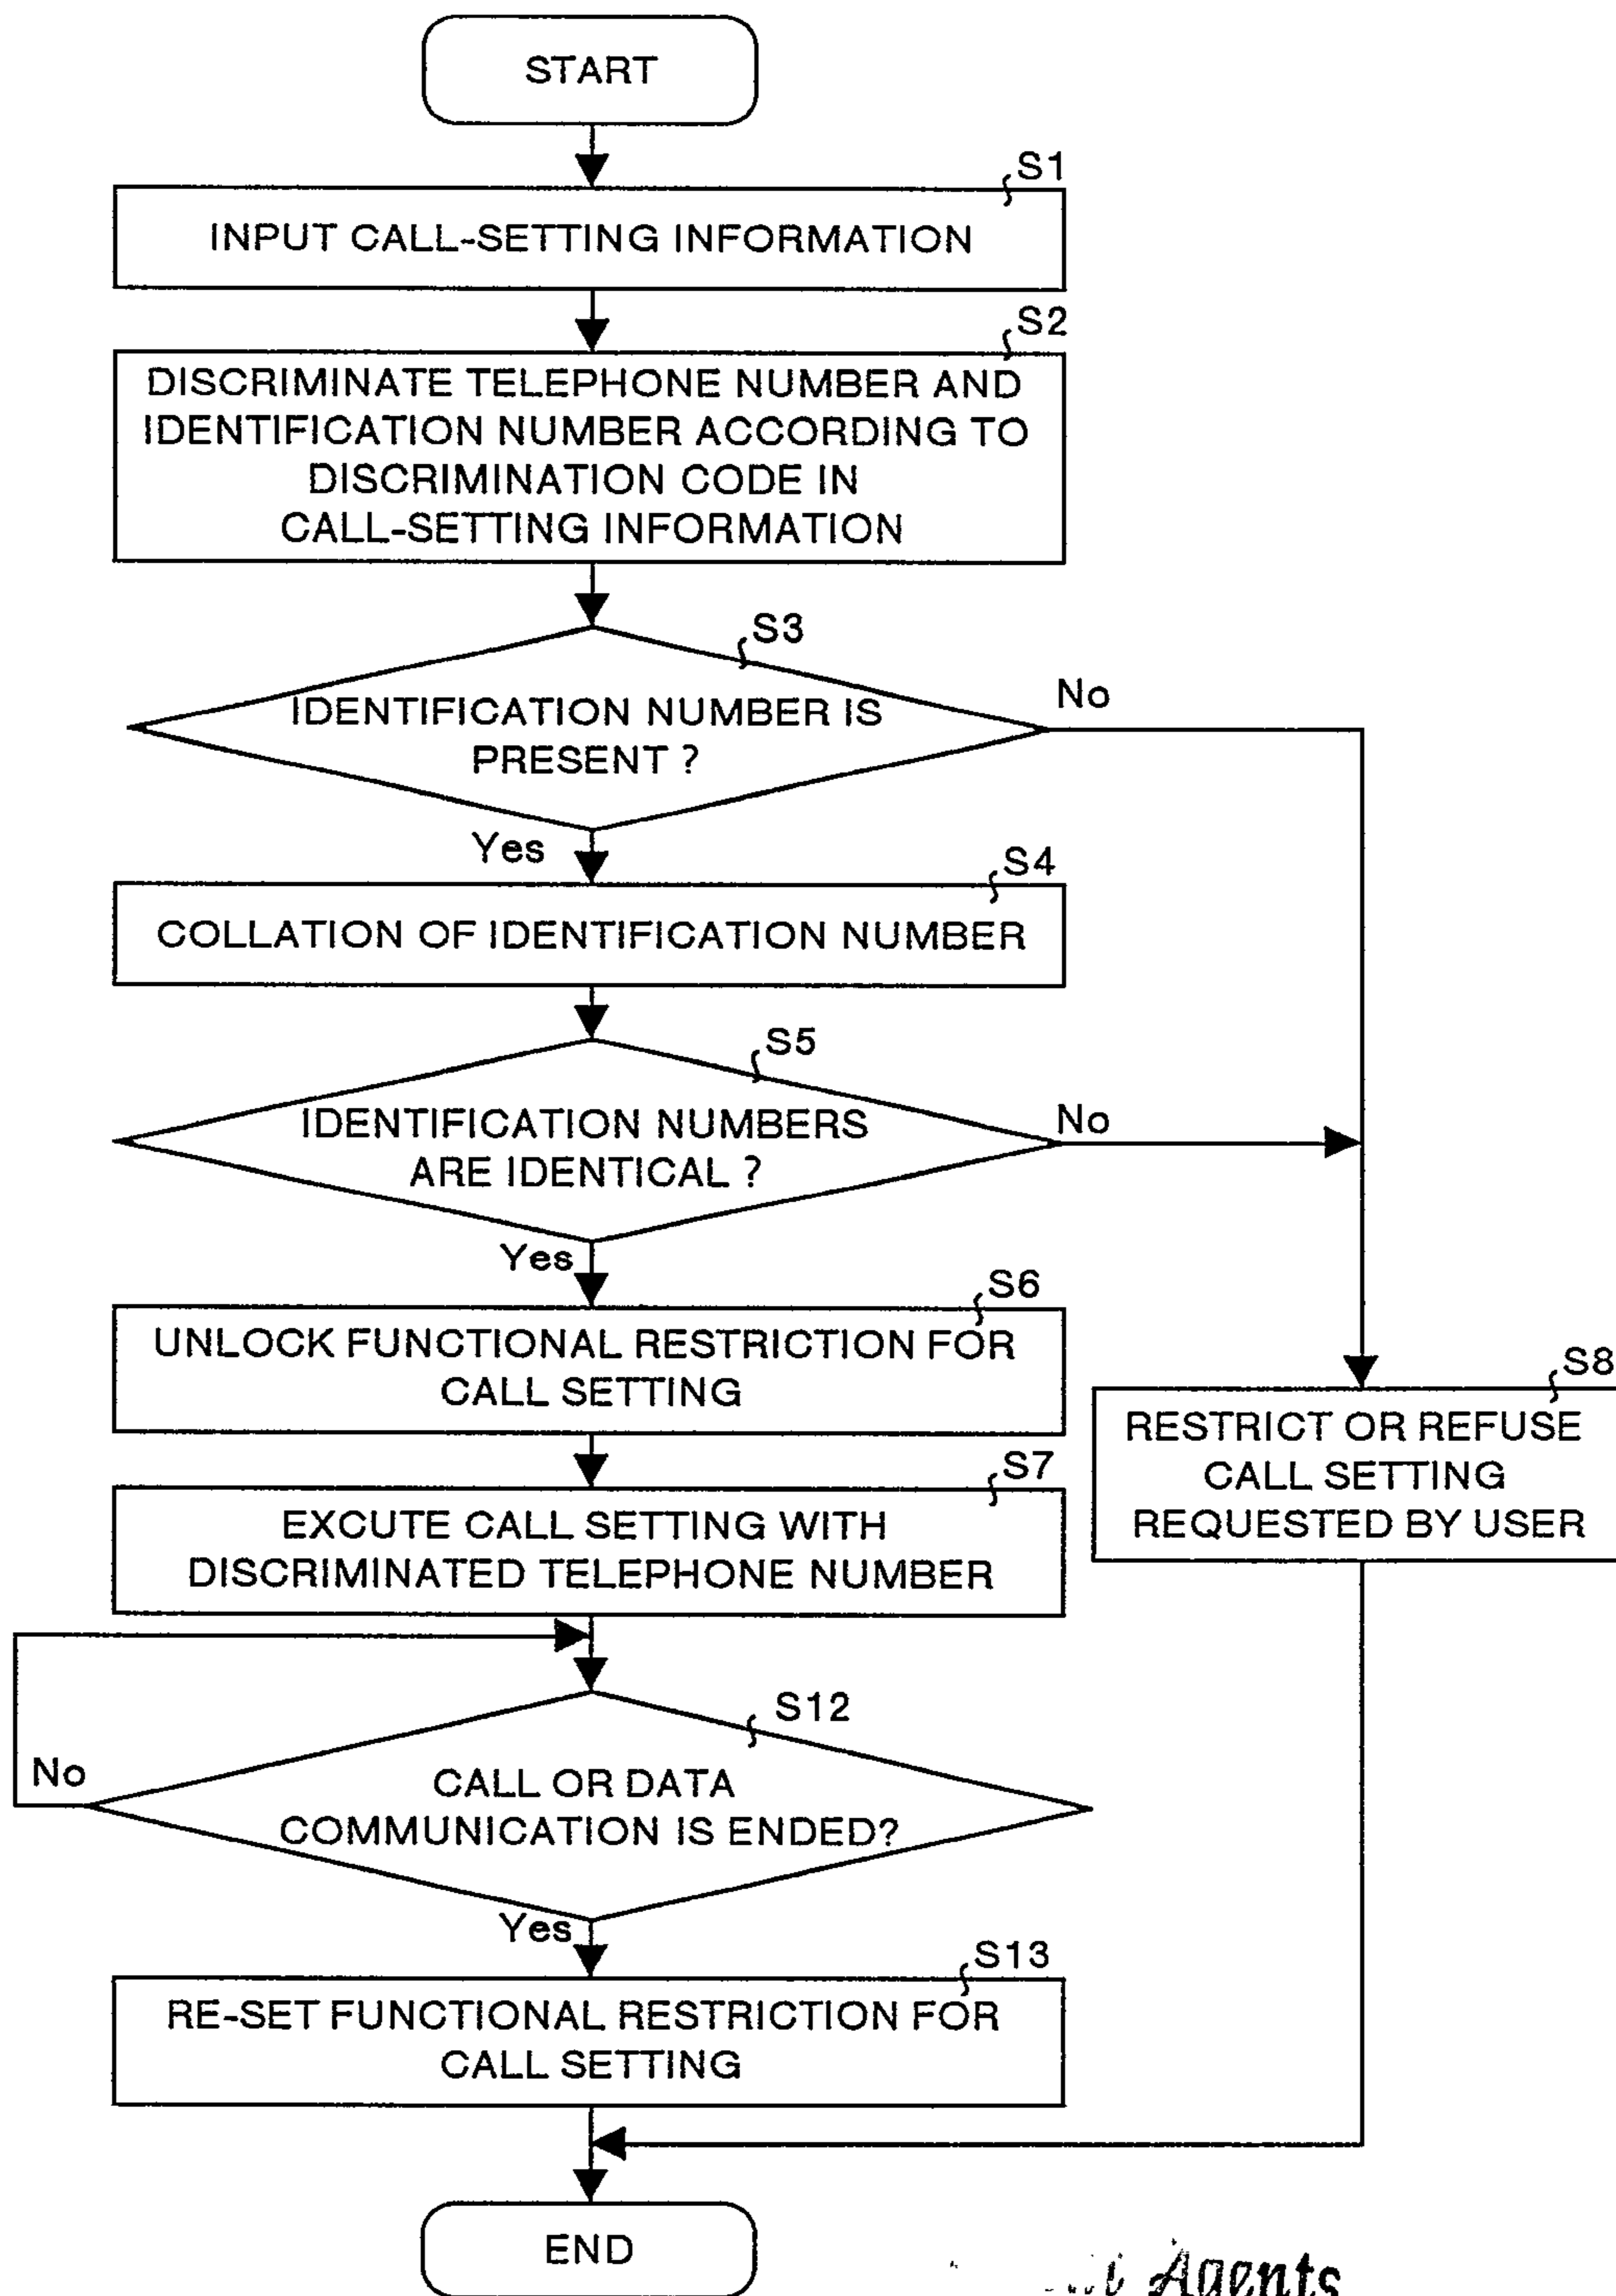 START
S1
INPUT CALL-SETTING INFORMATION
S2
DISCRIMINATE TELEPHONE NUMBER AND
IDENTIFICATION NUMBER ACCORDING TO
DISCRIMINATION CODE IN
CALL-SETTING INFORMATION
S3
IDENTIFICATION NUMBER IS
PRESENT ?
No
Yes
S4
COLLATION OF IDENTIFICATION NUMBER
S5
IDENTIFICATION NUMBERS
ARE IDENTICAL ?
No
Yes
S6
UNLOCK FUNCTIONAL RESTRICTION FOR
CALL SETTING
S8
RESTRICT OR REFUSE
CALL SETTING
REQUESTED BY USER
S7
EXCUTE CALL SETTING WITH
DISCRIMINATED TELEPHONE NUMBER
S12
No
CALL OR DATA
COMMUNICATION IS ENDED?
Yes
S13
RE-SET FUNCTIONAL RESTRICTION FOR
CALL SETTING
END
Agents